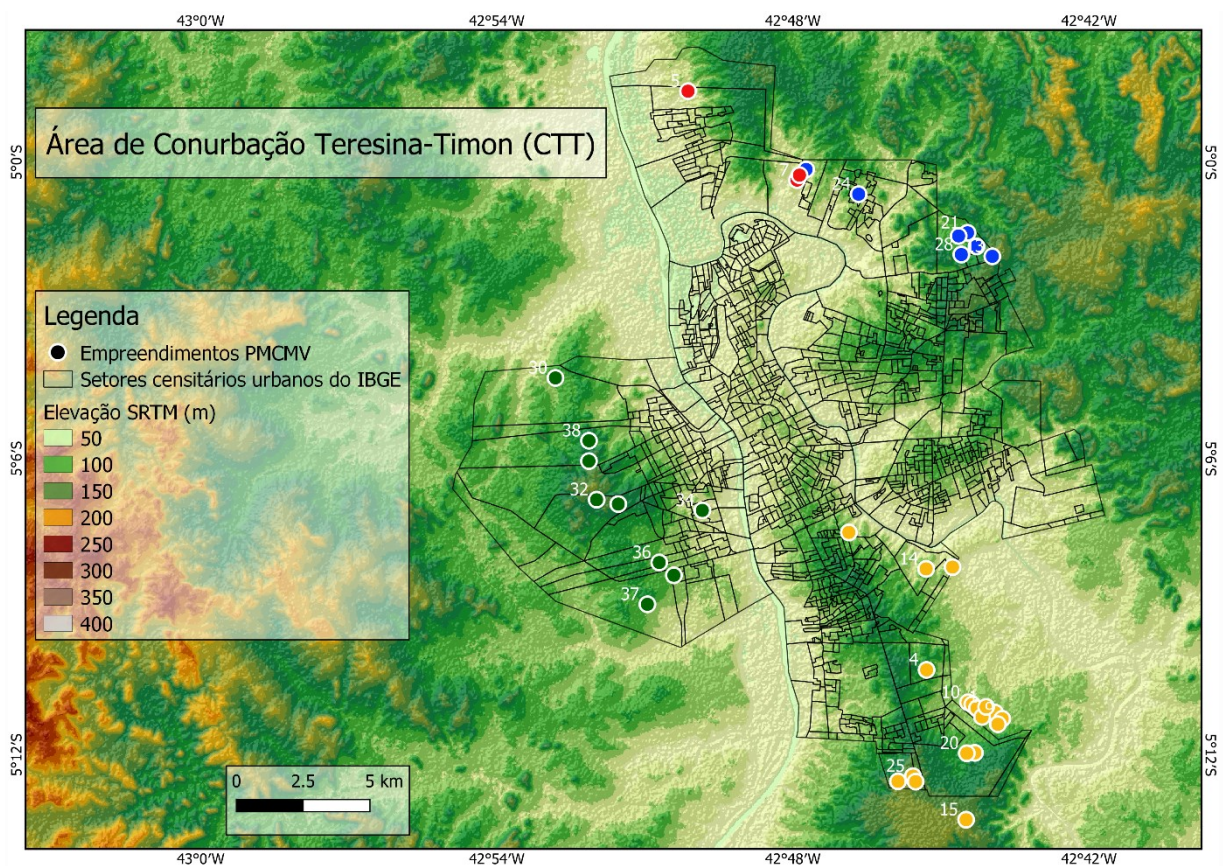 43°0'W 42°54'W 42°48'W 42°42'W
5
Área de Conurbação Teresina-Timon (CTT)
5°0'S 5°0'S
24
21
28
3
Legenda
Empreendimentos PMCMV
Setores censitários urbanos do IBGE
Elevação SRTM (m)
50
100
150
200
250
300
350
400
30
38
5°6'S 5°6'S
32
34
36
14
37
4
10
20
5°12'S 5°12'S
25
15
0 2.5 5 km
43°0'W 42°54'W 42°48'W 42°42'W